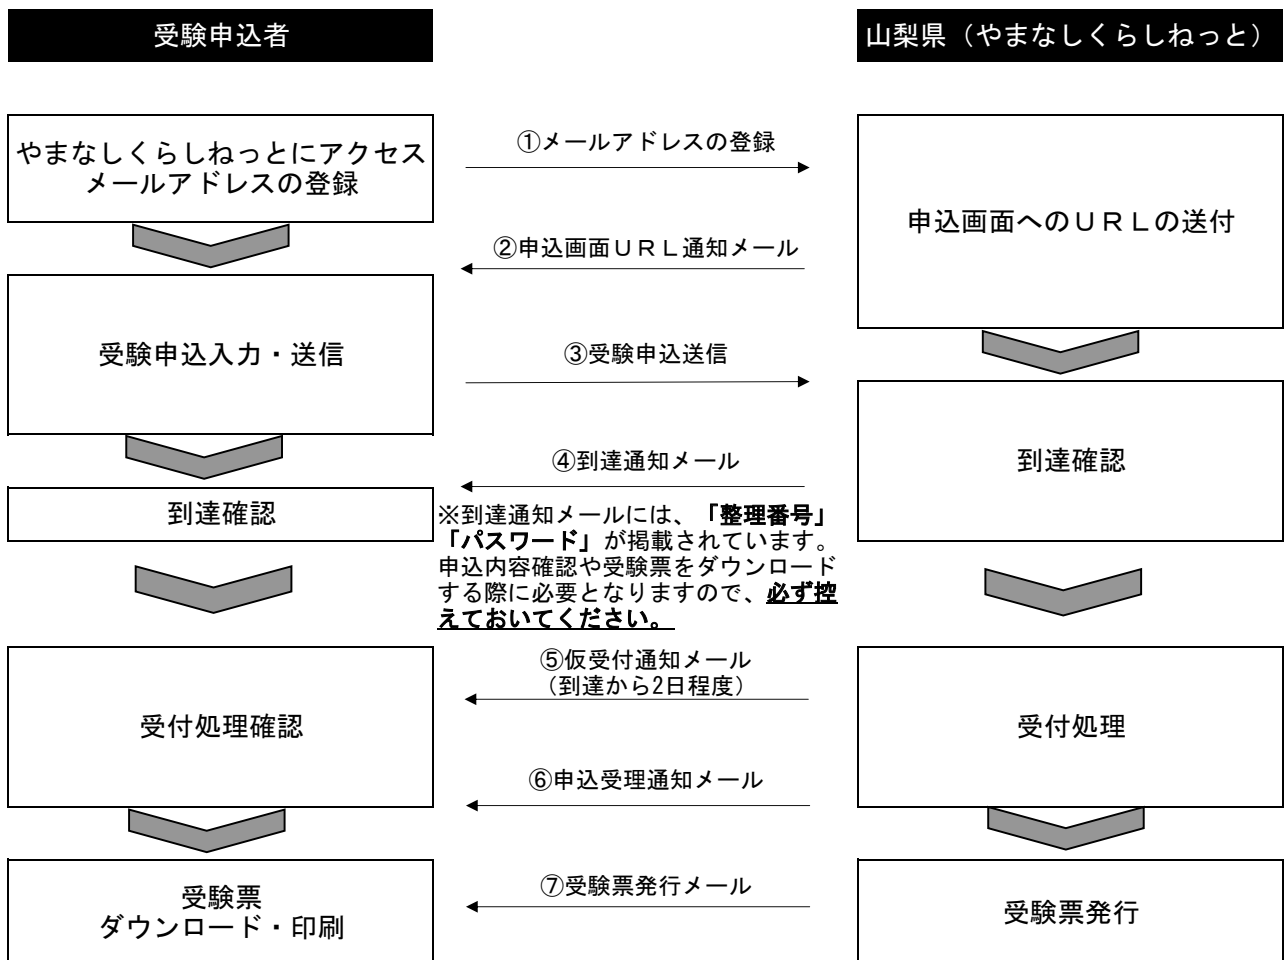 受験申込者
山梨県（やまなしくらしねっと）
やまなしくらしねっとにアクセス
メールアドレスの登録
①メールアドレスの登録
申込画面へのＵＲＬの送付
②申込画面ＵＲＬ通知メール
受験申込入力・送信
③受験申込送信
④到達通知メール
到達確認
到達確認
※到達通知メールには、「整理番号」
「パスワード」が掲載されています。
申込内容確認や受験票をダウンロード
する際に必要となりますので、必ず控
えておいてください。
⑤仮受付通知メール
（到達から2日程度）
受付処理確認
受付処理
⑥申込受理通知メール
⑦受験票発行メール
受験票
ダウンロード・印刷
受験票発行